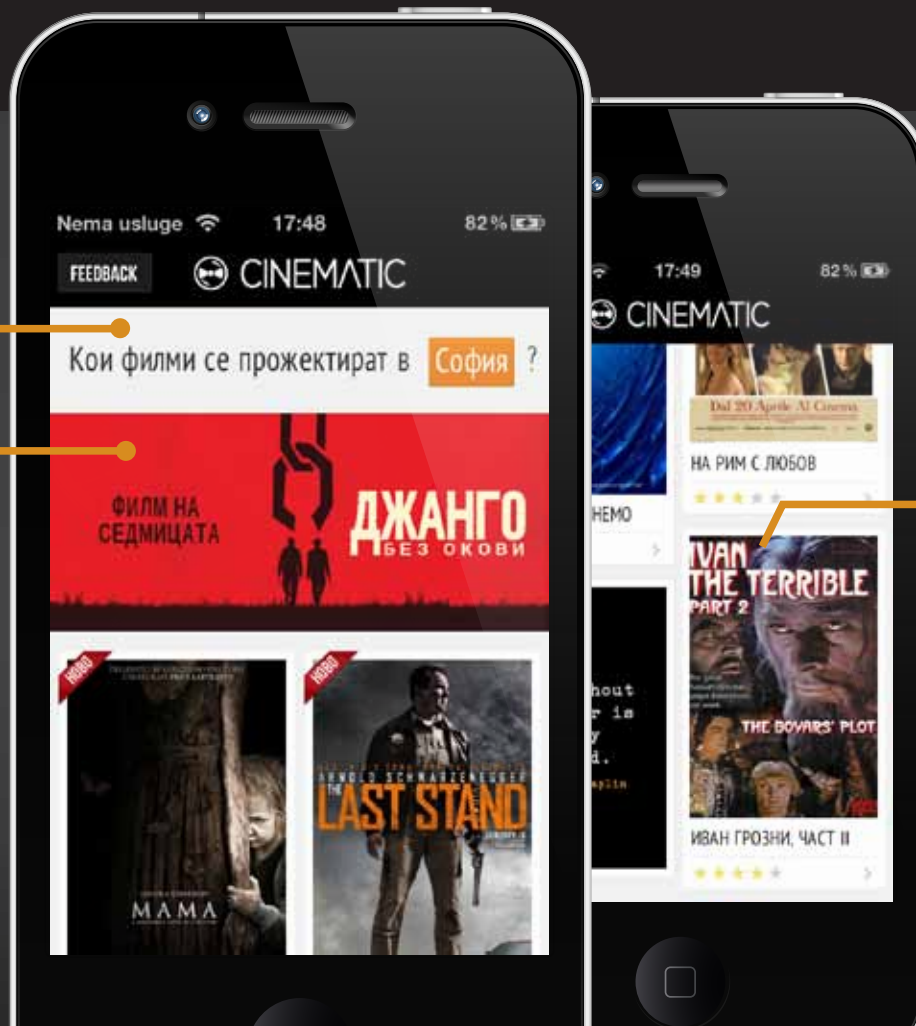 Nema usluge 17:48 82%
FEEDBACK CINEMATIC
Кои филми се прожектират в София ?
ФИЛМ НА
СЕДМИЦАТА
ДЖАНГО
БЕЗ ОКОВИ
НОВО
MAMA
НОВО
ARNOLD SCHWARZENEGGER
THE
LAST STAND
17:49 82%
CINEMATIC
НЕМО
Dal 20 Aprile Al Cinema
НА РИМ С ЛЮБОВ
hout
r is
y
d.
aplin
IVAN
THE TERRIBLE
PART 2
THE BOYARS' PLOT
ИВАН ГРОЗНИ, ЧАСТ II